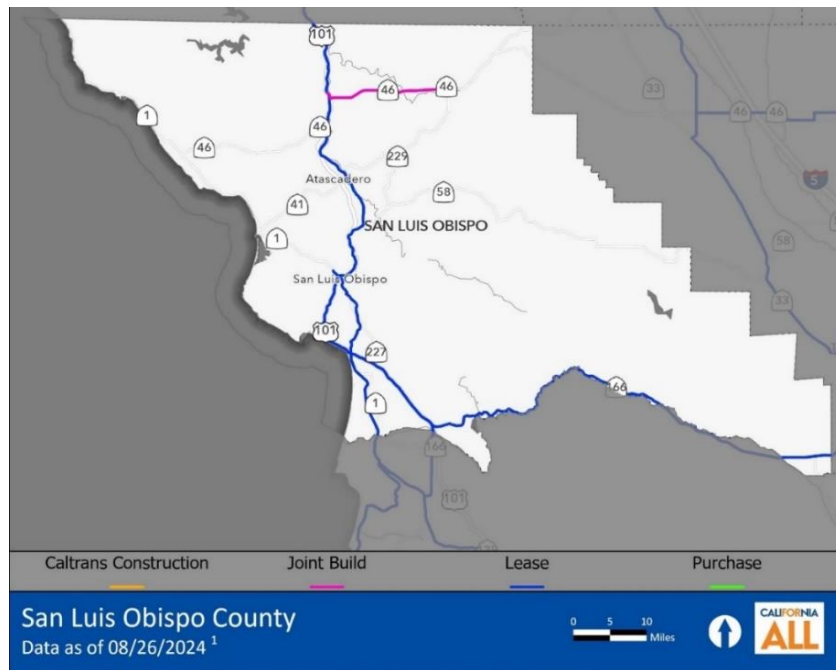 101
46
46
33
46
46
1
46
46
229
5
Atascadero
58
41
SAN LUIS OBISPO
1
58
San Luis Obispo
33
101
227
166
1
166
101
Caltrans Construction
Joint Build
Lease
Purchase
San Luis Obispo County
Data as of 08/26/2024 1
0 5 10
Miles
CALIFORNIA
ALL